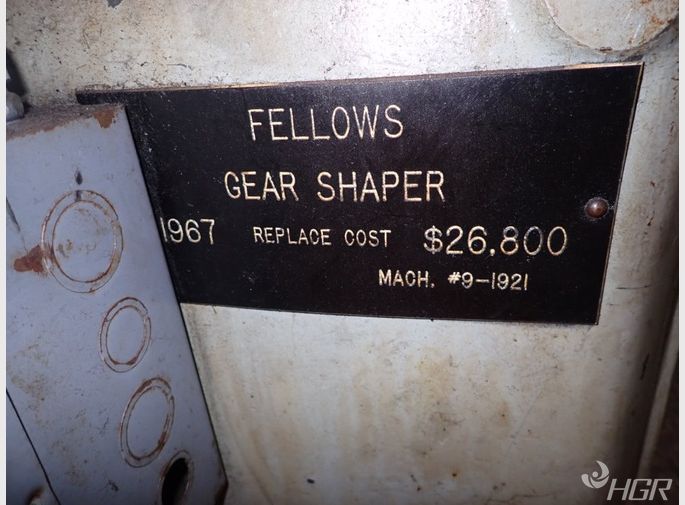 FELLOWS
GEAR SHAPER
1967 REPLACE COST $26,800
MACH. #9-1921
HGR